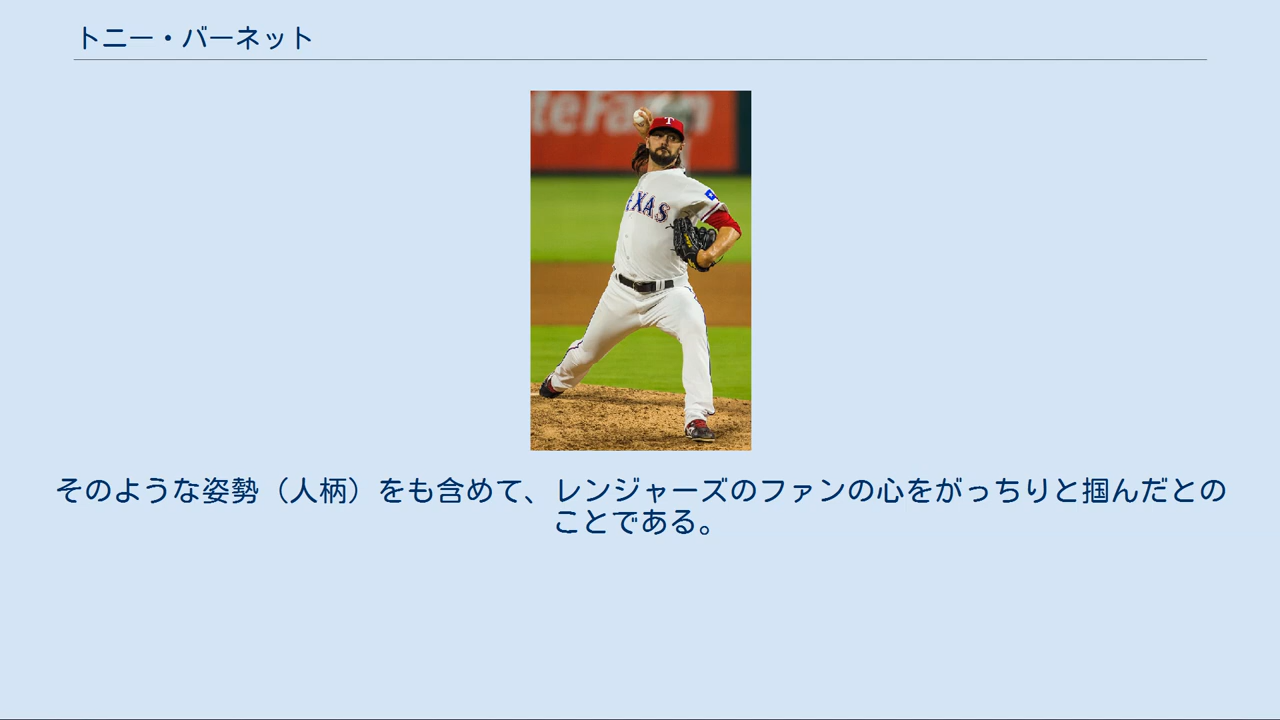 トニー・バーネット
teFarm
T
TEXAS
そのような姿勢（人柄）をも含めて、レンジャーズのファンの心をがっちりと掴んだとの
ことである。